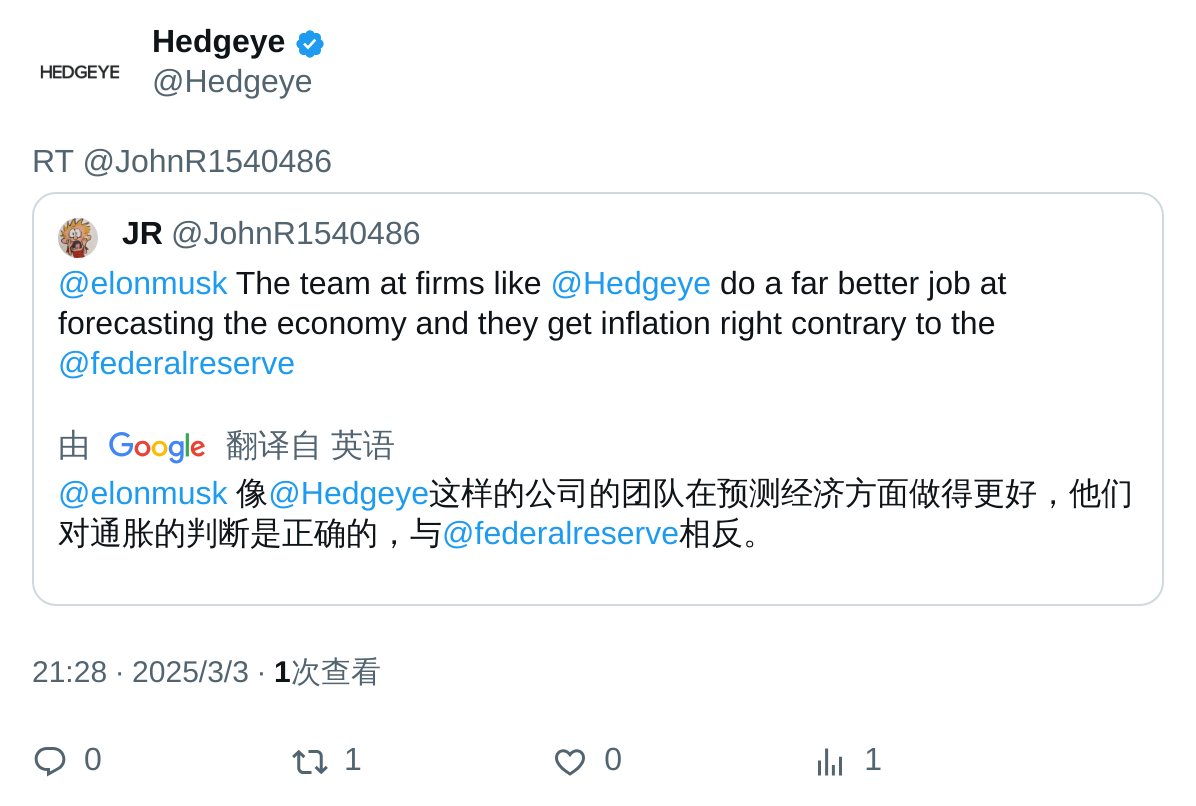 Hedgeye
HEDGEYE
@Hedgeye
RT @JohnR1540486
JR @JohnR1540486
@elonmusk The team at firms like @Hedgeye do a far better job at
forecasting the economy and they get inflation right contrary to the
@federalreserve
由 Google 翻译自 英语
@elonmusk 像@Hedgeye这样的公司的团队在预测经济方面做得更好，他们
对通胀的判断是正确的，与@federalreserve相反。
21:28 · 2025/3/3 · 1次查看
0 1 0 1